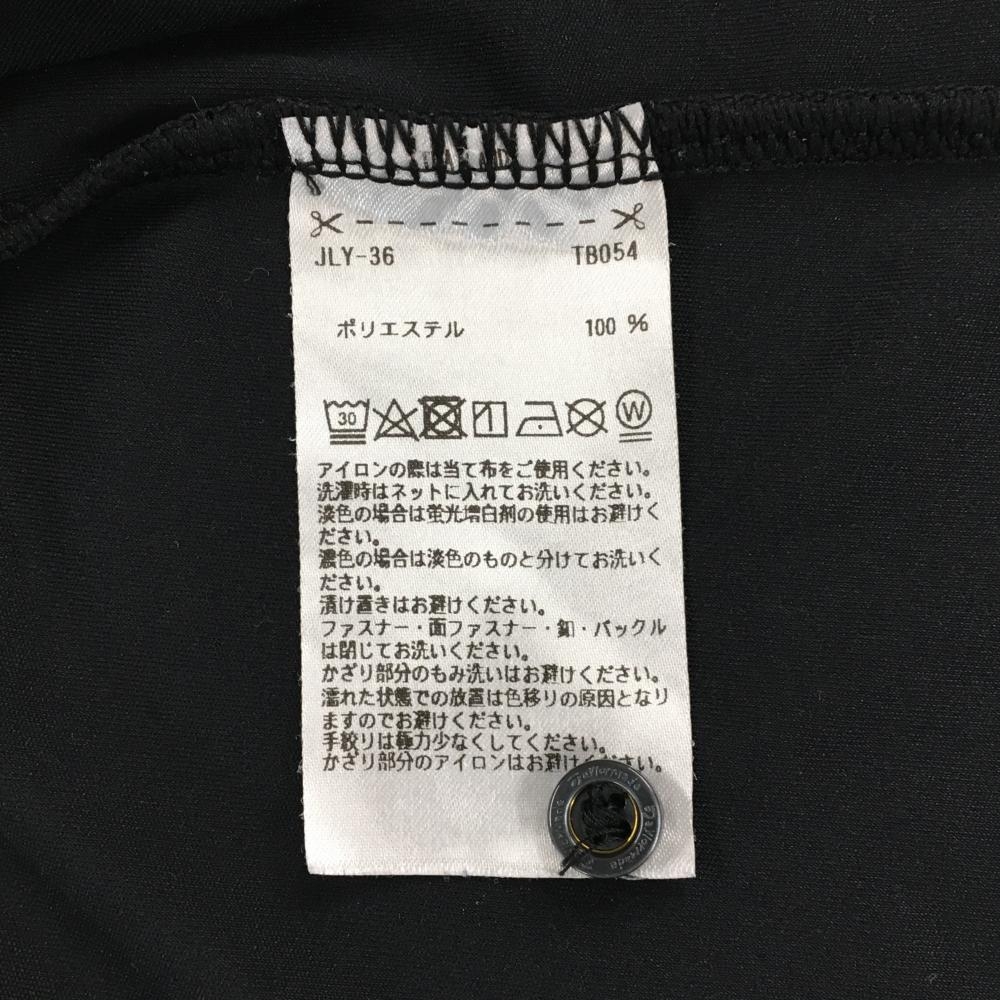 JLY-36 TB054
ポリエステル 100 %
30 W
アイロンの際は当て布をご使用ください。
洗濯時はネットに入れてお洗いください。
淡色の場合は蛍光増白剤の使用はお避けく
ださい。
濃色の場合は淡色のものと分けてお洗いく
ださい。
漬け置きはお避けください。
ファスナー・面ファスナー・釦・バックル
は閉じてお洗いください。
かざり部分のもみ洗いはお避けください。
濡れた状態での放置は色移りの原因となり
ますのでお避けください。
手絞りは極力少なくしてください。
かざり部分のアイロンはお避けください。